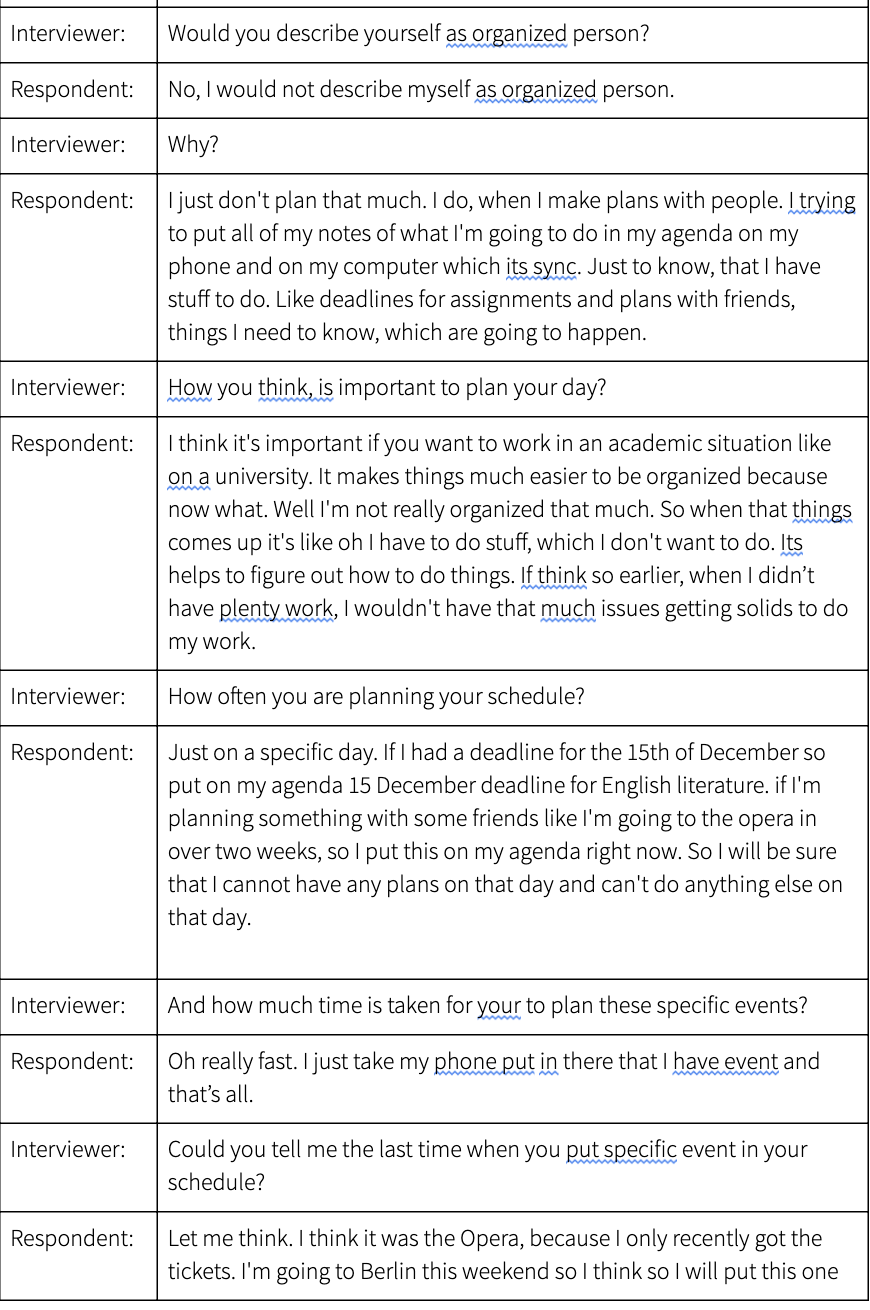 Interviewer: Would you describe yourself as organized person?
Respondent: No, I would not describe myself as organized person.
Interviewer: Why?
Respondent: I just don't plan that much. I do, when I make plans with people. I trying
to put all of my notes of what I'm going to do in my agenda on my
phone and on my computer which its sync. Just to know, that I have
stuff to do. Like deadlines for assignments and plans with friends,
things I need to know, which are going to happen.
Interviewer: How you think, is important to plan your day?
Respondent: I think it's important if you want to work in an academic situation like
on a university. It makes things much easier to be organized because
now what. Well I'm not really organized that much. So when that things
comes up it's like oh I have to do stuff, which I don't want to do. Its
helps to figure out how to do things. If think so earlier, when I didn’t
have plenty work, I wouldn't have that much issues getting solids to do
my work.
Interviewer: How often you are planning your schedule?
Respondent: Just on a specific day. If I had a deadline for the 15th of December so
put on my agenda 15 December deadline for English literature. if I'm
planning something with some friends like I'm going to the opera in
over two weeks, so I put this on my agenda right now. So I will be sure
that I cannot have any plans on that day and can't do anything else on
that day.
Interviewer: And how much time is taken for your to plan these specific events?
Respondent: Oh really fast. I just take my phone put in there that I have event and
that’s all.
Interviewer: Could you tell me the last time when you put specific event in your
schedule?
Respondent: Let me think. I think it was the Opera, because I only recently got the
tickets. I'm going to Berlin this weekend so I think so I will put this one